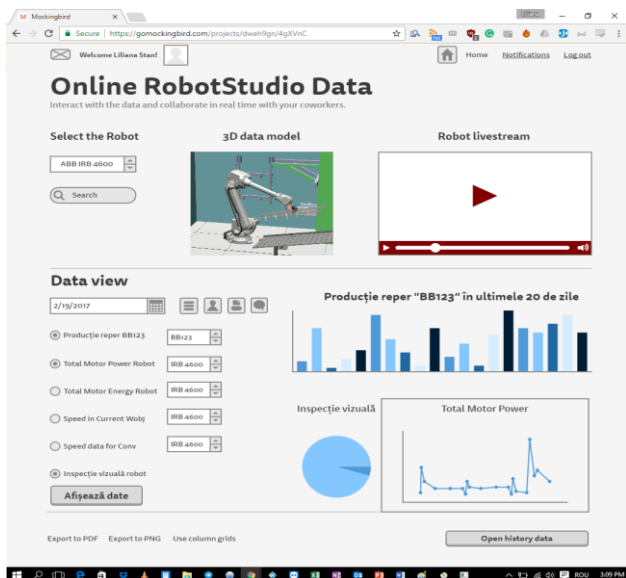 Mockingbird
Secure https://gomockingbird.com/projects/dweh9gn/4gXVnC
Welcome Liliana Stan!
Home Notifications Log out
Online RobotStudio Data
Interact with the data and collaborate in real time with your coworkers.
Select the Robot
3D data model
Robot livestream
ABB IRB 4600
Search
Data view
2/19/2017
Producție reper "BB123" în ultimele 20 de zile
Producție reper BB123 BB123
Total Motor Power Robot IRB 4600
Total Motor Energy Robot IRB 4600
Speed in Current Wobj IRB 4600
Speed data for Conv IRB 4600
Inspecție vizuală robot
Afișează date
Inspecție vizuală
Total Motor Power
Export to PDF Export to PNG Use column grids
Open history data
ROU 3:09 PM